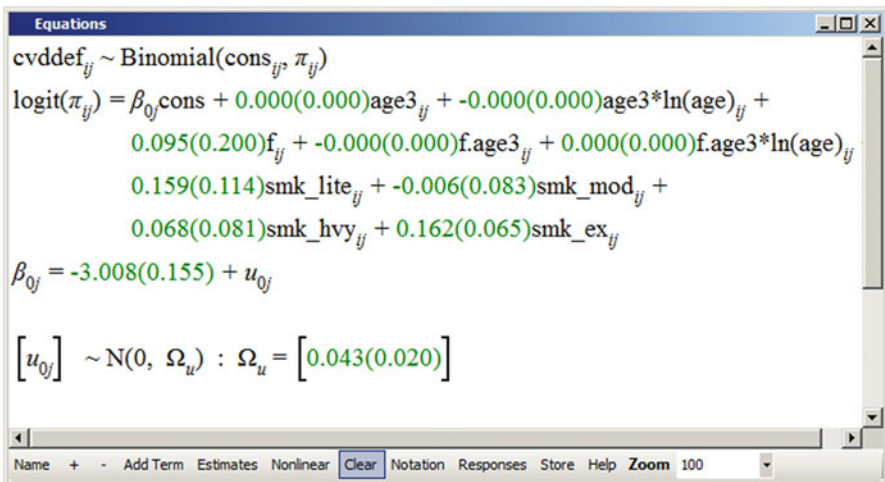 Equations
cvddef_ij ~ Binomial(cons_ij, π_ij)
logit(π_ij) = β_0j cons + 0.000(0.000)age3_ij + -0.000(0.000)age3*ln(age)_ij +
0.095(0.200)f_ij + -0.000(0.000)f.age3_ij + 0.000(0.000)f.age3*ln(age)_ij
0.159(0.114)smk_lite_ij + -0.006(0.083)smk_mod_ij +
0.068(0.081)smk_hvy_ij + 0.162(0.065)smk_ex_ij
β_0j = -3.008(0.155) + u_0j
[u_0j] ~ N(0, Ω_u) : Ω_u = [0.043(0.020)]
Name + - Add Term Estimates Nonlinear Clear Notation Responses Store Help Zoom 100